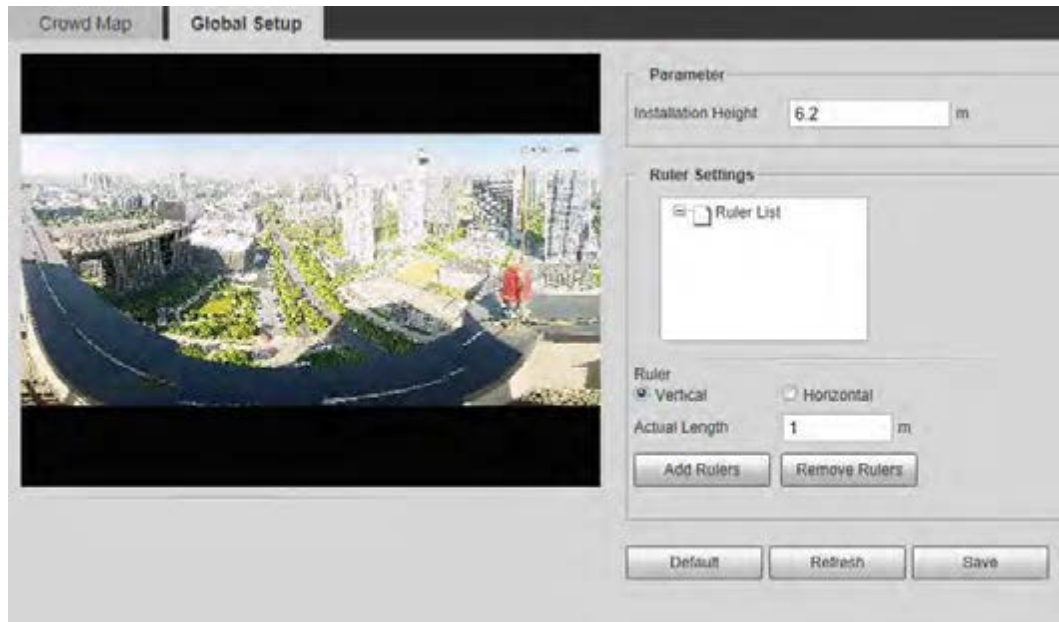 Crowd Map
Global Setup
Parameter
Installation Height 6.2 m
Ruler Settings
Ruler List
Ruler
Vertical Horizontal
Actual Length 1 m
Add Rulers Remove Rulers
Default Refresh Save